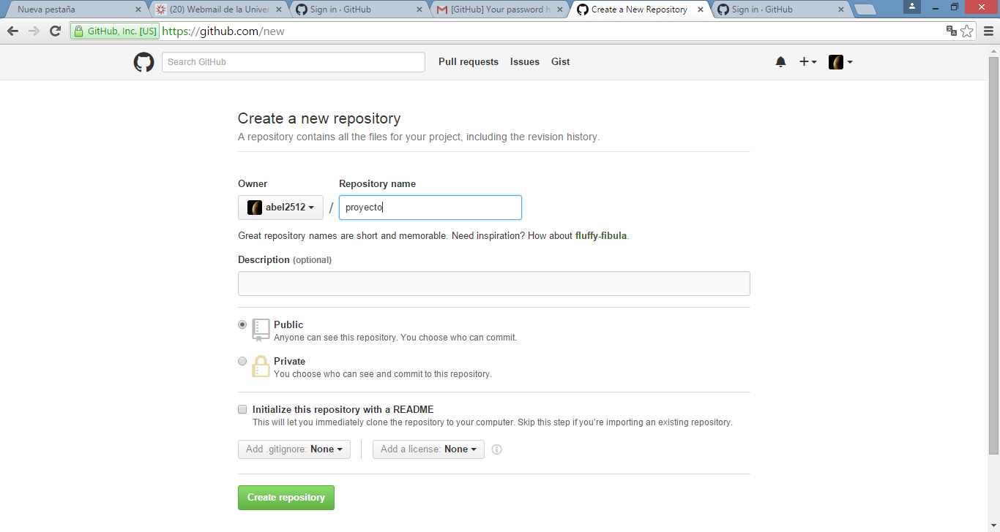 Nueva pestaña
(20) Webmail de la Univer
Sign in · GitHub
[GitHub] Your password h
Create a New Repository
Sign in · GitHub
GitHub, Inc. [US] https://github.com/new
Search GitHub Pull requests Issues Gist
Create a new repository
A repository contains all the files for your project, including the revision history.
Owner Repository name
abel2512 / proyecto
Great repository names are short and memorable. Need inspiration? How about fluffy-fibula.
Description (optional)
Public
Anyone can see this repository. You choose who can commit.
Private
You choose who can see and commit to this repository.
Initialize this repository with a README
This will let you immediately clone the repository to your computer. Skip this step if you're importing an existing repository.
Add .gitignore: None Add a license: None
Create repository